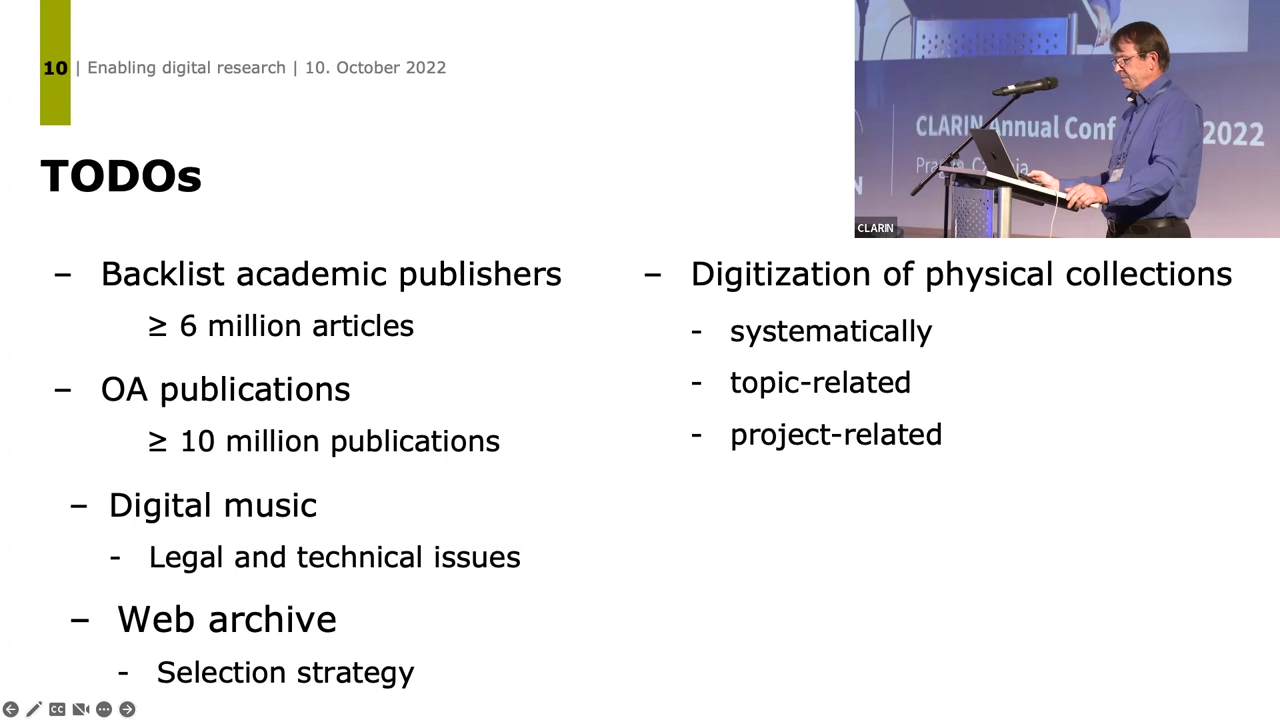 10 | Enabling digital research | 10. October 2022
CLARIN Annual Conf 2022
CLARIN
TODOs
– Backlist academic publishers
≥ 6 million articles
– OA publications
≥ 10 million publications
– Digital music
- Legal and technical issues
– Web archive
- Selection strategy
– Digitization of physical collections
- systematically
- topic-related
- project-related
CC